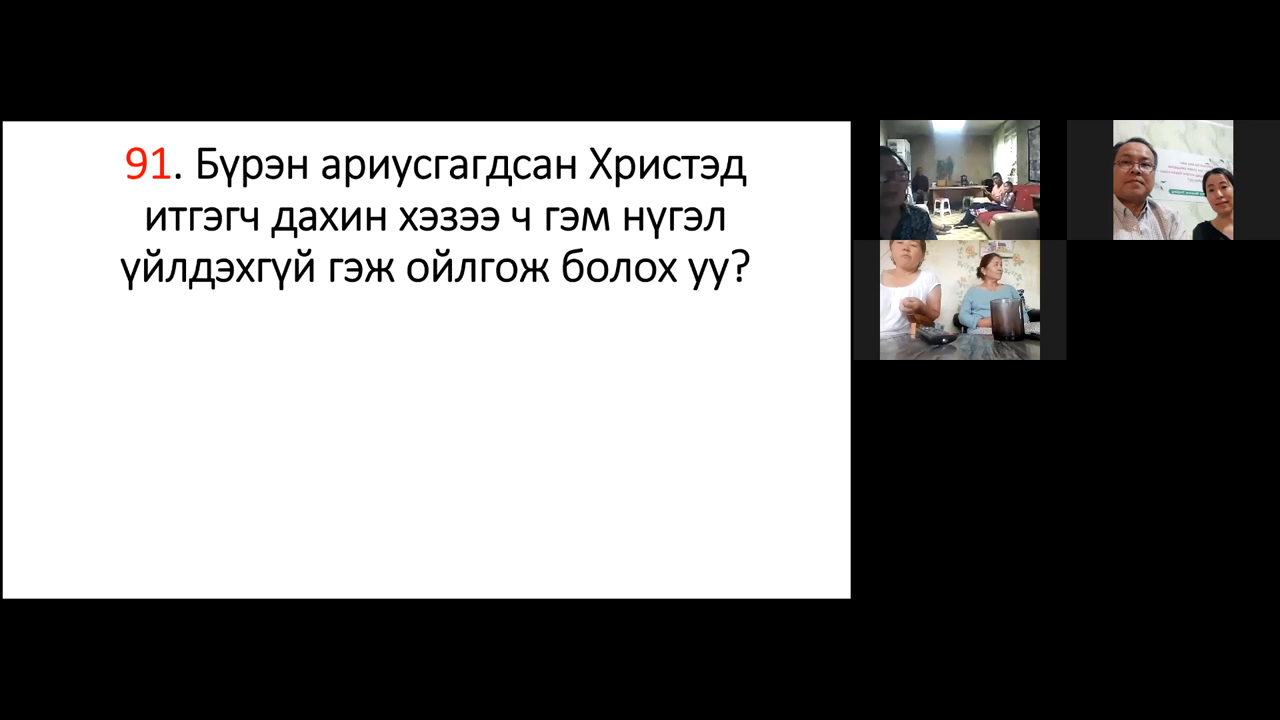 91. Бүрэн ариусгагдсан Христэд
итгэгч дахин хэзээ ч гэм нүгэл
үйлдэхгүй гэж ойлгож болох уу?